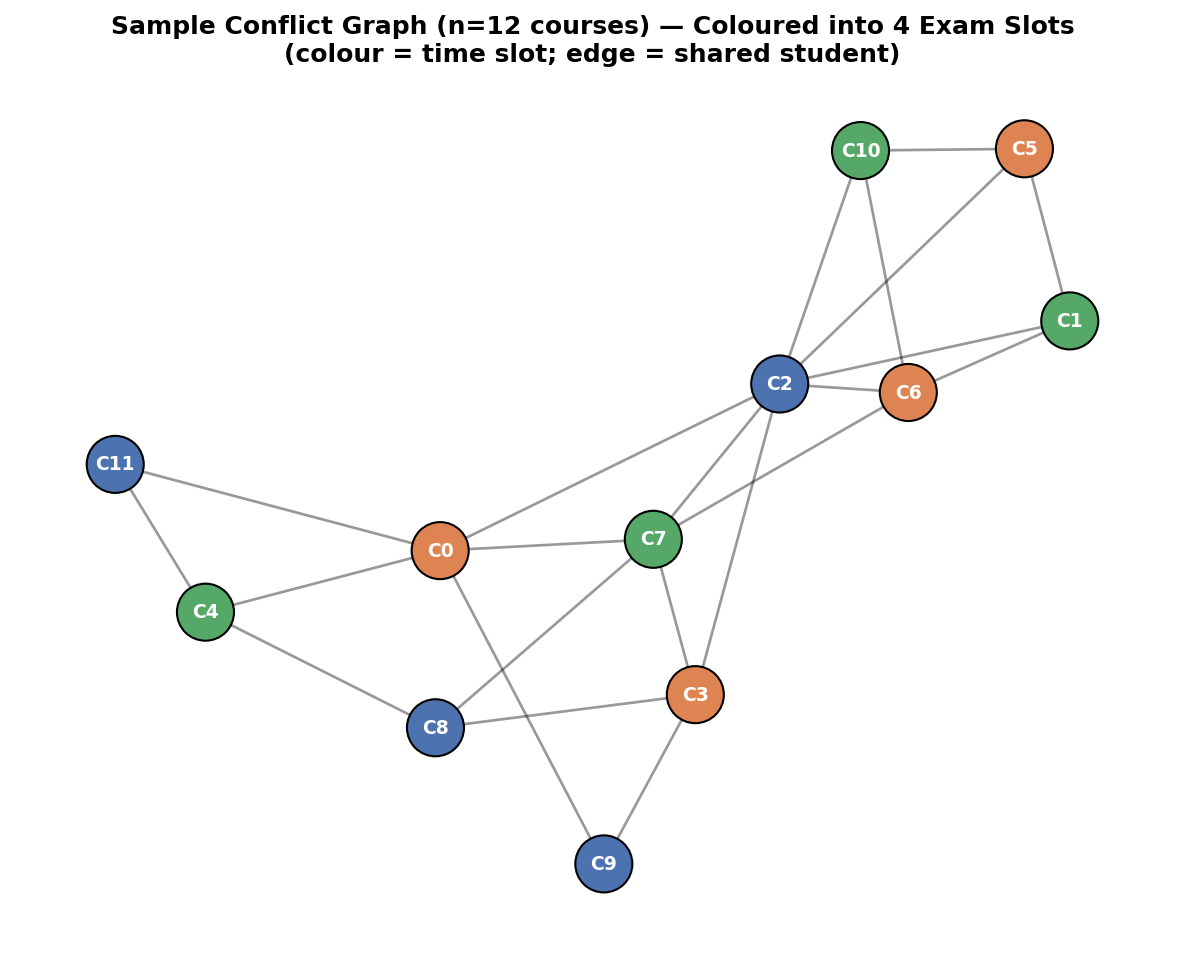 Sample Conflict Graph (n=12 courses) — Coloured into 4 Exam Slots
(colour = time slot; edge = shared student)
C10
C5
C1
C2
C6
C11
C7
C0
C4
C3
C8
C9